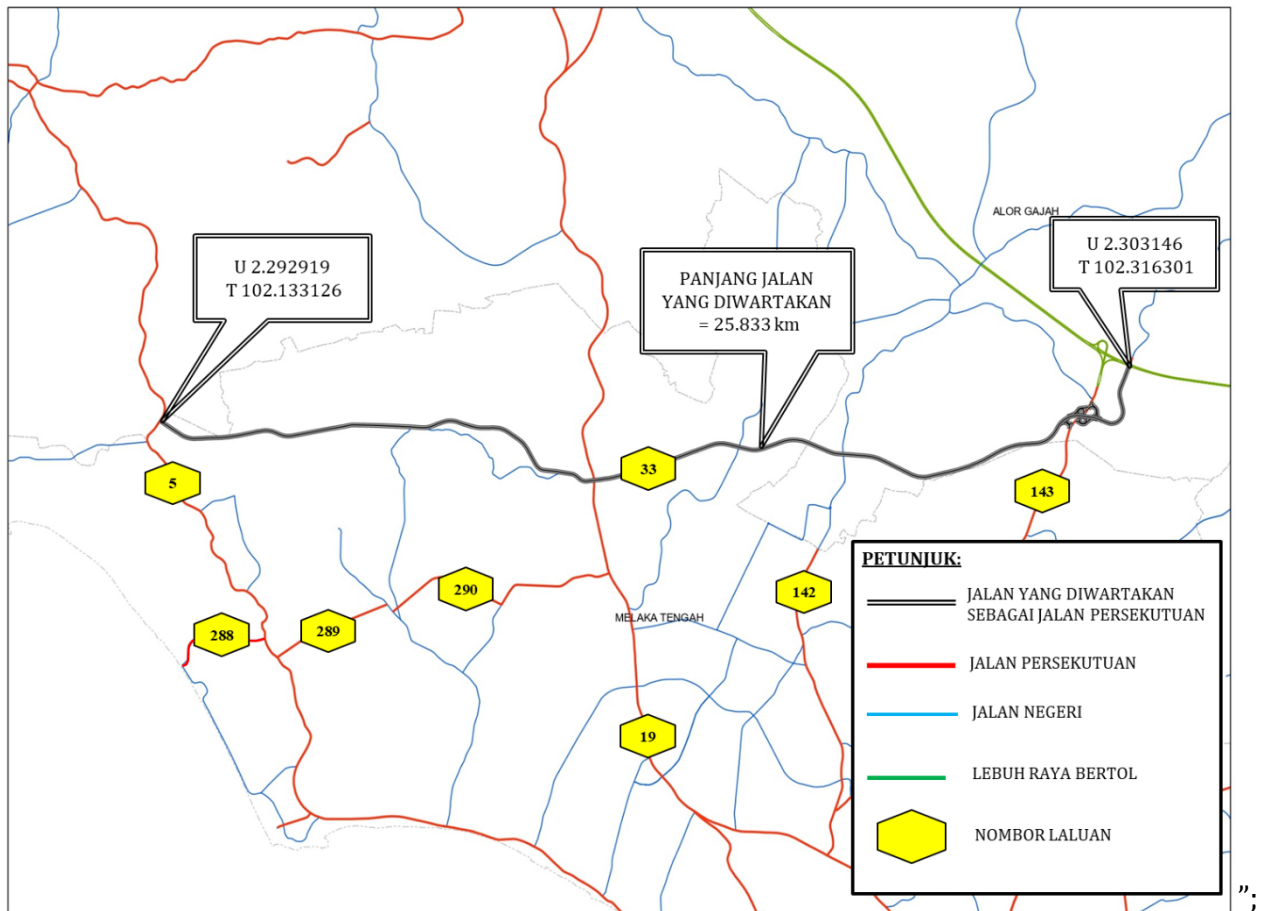 ALOR GAJAH
U 2.292919
T 102.133126
PANJANG JALAN
YANG DIWARTAKAN
= 25.833 km
U 2.303146
T 102.316301
5
33
143
290
142
288
289
MELAKA TENGAH
19
PETUNJUK:
JALAN YANG DIWARTAKAN
SEBAGAI JALAN PERSEKUTUAN
JALAN PERSEKUTUAN
JALAN NEGERI
LEBUH RAYA BERTOL
NOMBOR LALUAN
”;